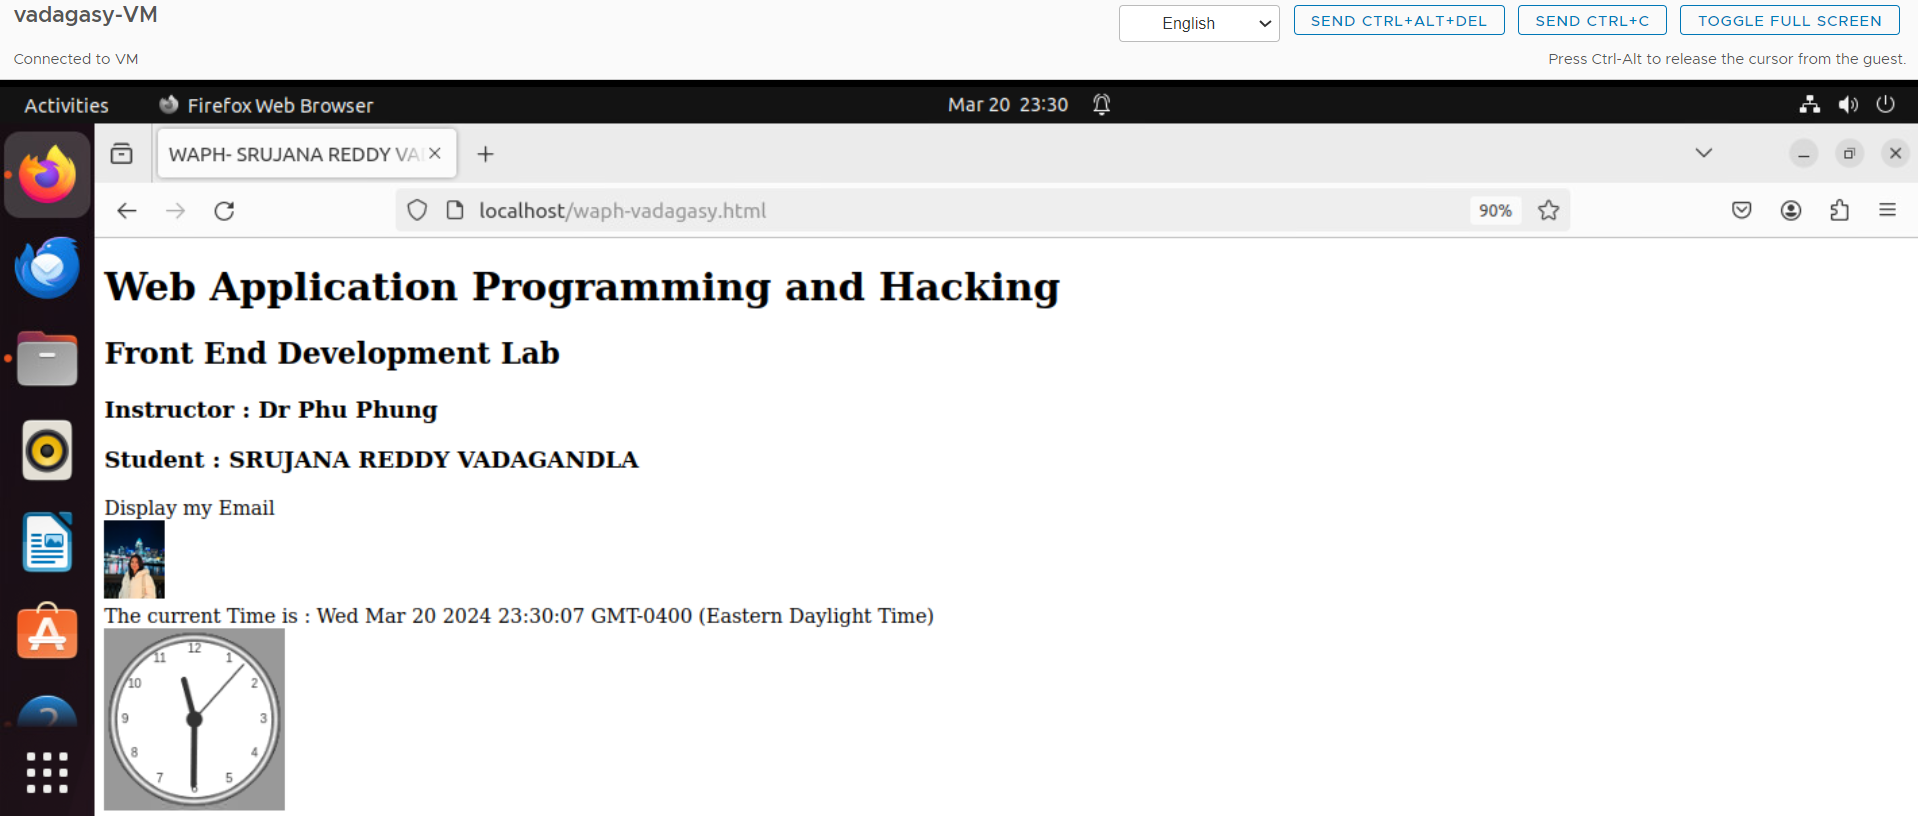 vadagasy-VM
English
SEND CTRL+ALT+DEL
SEND CTRL+C
TOGGLE FULL SCREEN
Connected to VM
Press Ctrl-Alt to release the cursor from the guest.
Activities
Firefox Web Browser
Mar 20 23:30
WAPH- SRUJANA REDDY VA
localhost/waph-vadagasy.html
90%
Web Application Programming and Hacking
Front End Development Lab
Instructor : Dr Phu Phung
Student : SRUJANA REDDY VADAGANDLA
Display my Email
The current Time is : Wed Mar 20 2024 23:30:07 GMT-0400 (Eastern Daylight Time)
12
11 1
10 2
9 3
8 4
7 5
6
?